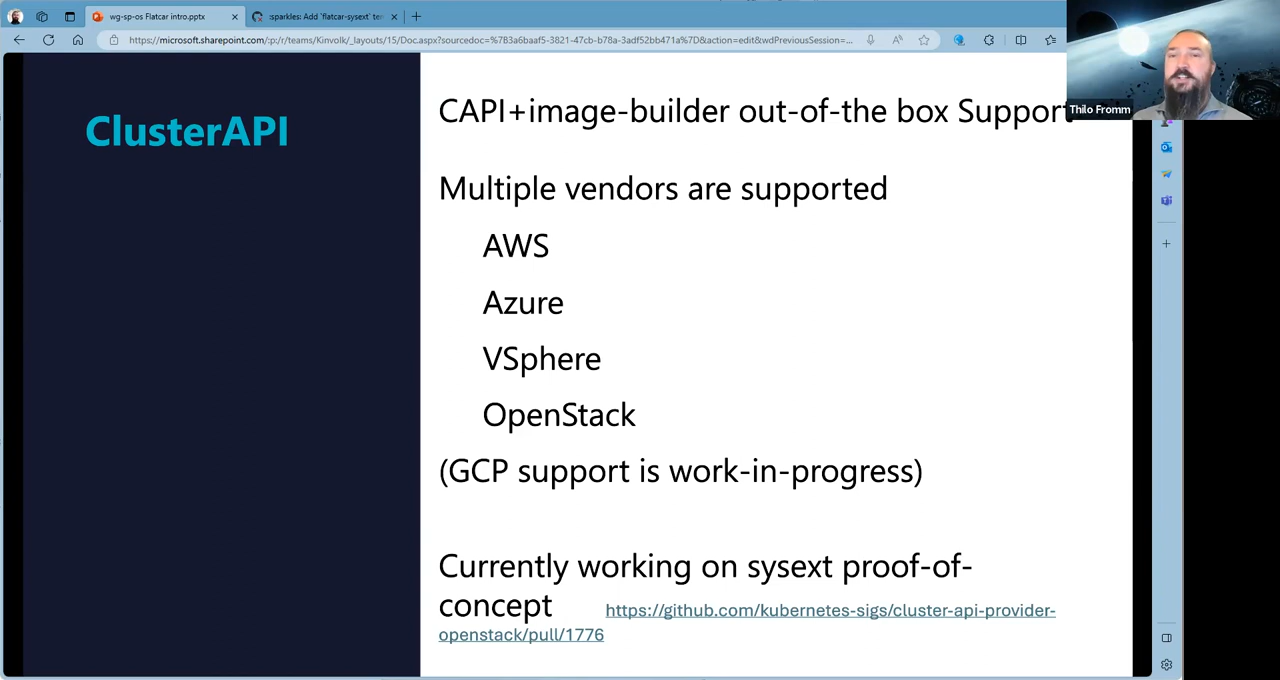 wg-sp-os Flatcar intro.pptx
:sparkles: Add `flatcar-sysext` te
https://microsoft.sharepoint.com/:p:/r/teams/Kinvolk/_layouts/15/Doc.aspx?sourcedoc=%7B3a6baaf5-3821-47cb-b78a-3adf52bb471a%7D&action=edit&wdPreviousSession=...
Thilo Fromm
ClusterAPI
CAPI+image-builder out-of-the box Support
Multiple vendors are supported
AWS
Azure
VSphere
OpenStack
(GCP support is work-in-progress)
Currently working on sysext proof-of-
concept https://github.com/kubernetes-sigs/cluster-api-provider-
openstack/pull/1776